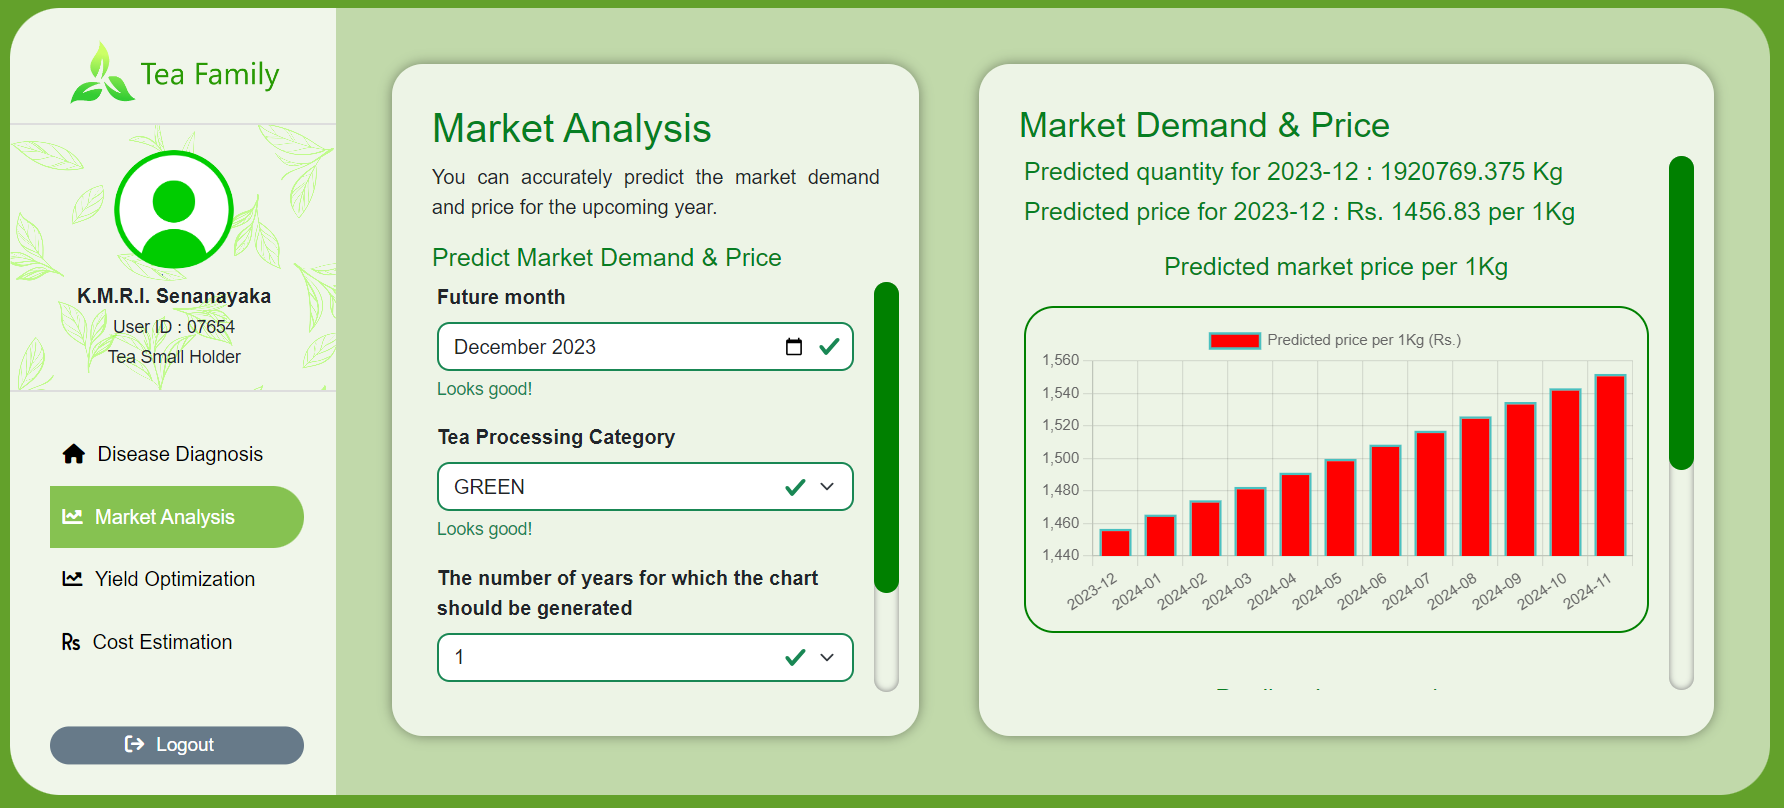 Tea Family
K.M.R.I. Senanayaka
User ID : 07654
Tea Small Holder
Disease Diagnosis
Market Analysis
Yield Optimization
Rs Cost Estimation
Logout
Market Analysis
You can accurately predict the market demand
and price for the upcoming year.
Predict Market Demand & Price
Future month
December 2023
Looks good!
Tea Processing Category
GREEN
Looks good!
The number of years for which the chart
should be generated
1
Market Demand & Price
Predicted quantity for 2023-12 : 1920769.375 Kg
Predicted price for 2023-12 : Rs. 1456.83 per 1Kg
Predicted market price per 1Kg
Predicted price per 1Kg (Rs.)
1,560
1,540
1,520
1,500
1,480
1,460
1,440
2023-12
2024-01
2024-02
2024-03
2024-04
2024-05
2024-06
2024-07
2024-08
2024-09
2024-10
2024-11